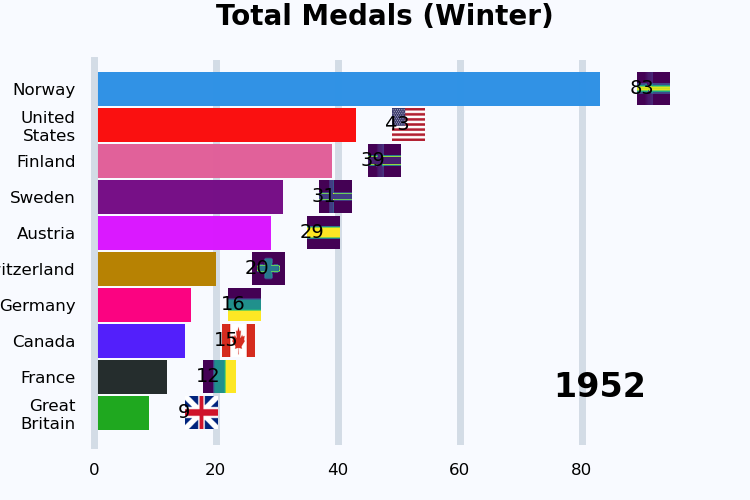 Total Medals (Winter)
Norway 83
United
States 43
Finland 39
Sweden 31
Austria 29
itzerland 20
Germany 16
Canada 15
France 12
1952
Great
Britain 9
0 20 40 60 80